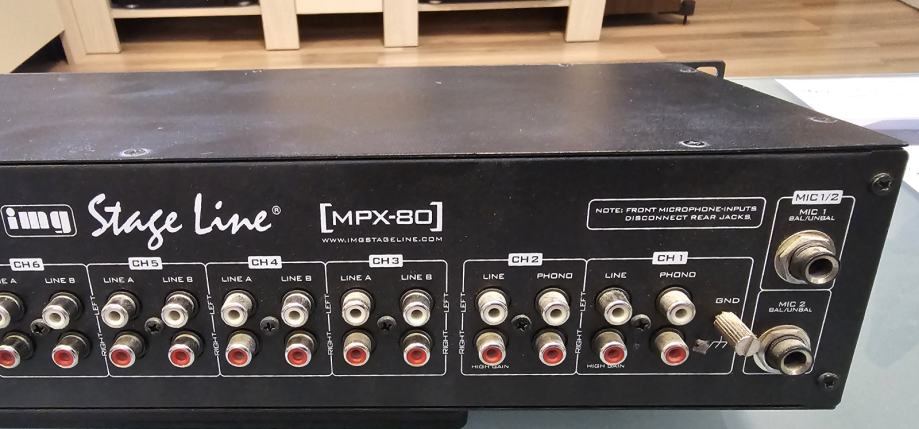 img Stage Line®
[MPX-80]
WWW.IMGSTAGELINE.COM
NOTE: FRONT MICROPHONE-INPUTS
DISCONNECT REAR JACKS.
MIC 1/2
MIC 1
BAL/UNBAL
CH 6
CH 5
CH 4
CH 3
CH 2
CH 1
E A LINE B
LINE A LINE B
LINE A LINE B
LINE A LINE B
LINE PHONO
LINE PHONO
GND
MIC 2
BAL/UNBAL
LEFT
LEFT
LEFT
LEFT
LEFT
RIGHT
RIGHT
RIGHT
RIGHT
RIGHT
HIGH GAIN
HIGH GAIN